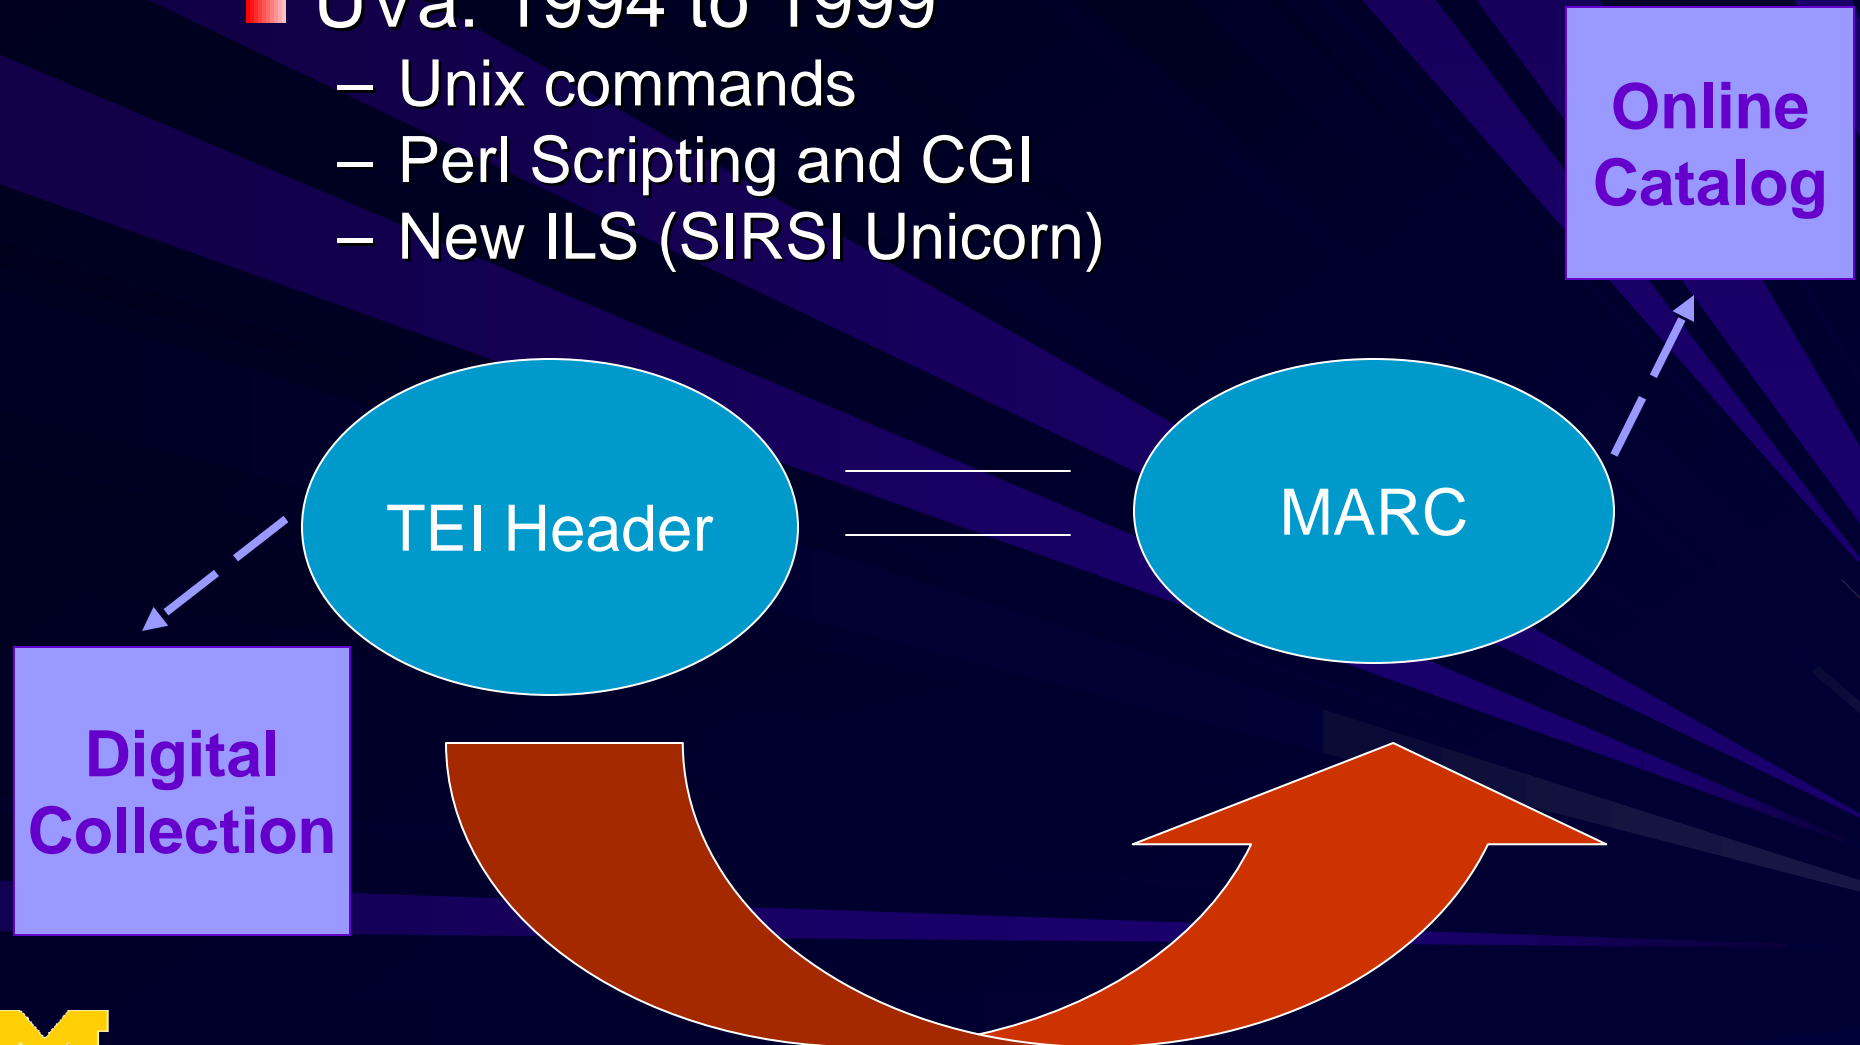 UVa: 1994 to 1999
– Unix commands
– Perl Scripting and CGI
– New ILS (SIRSI Unicorn)
Online
Catalog
TEI Header
MARC
Digital
Collection